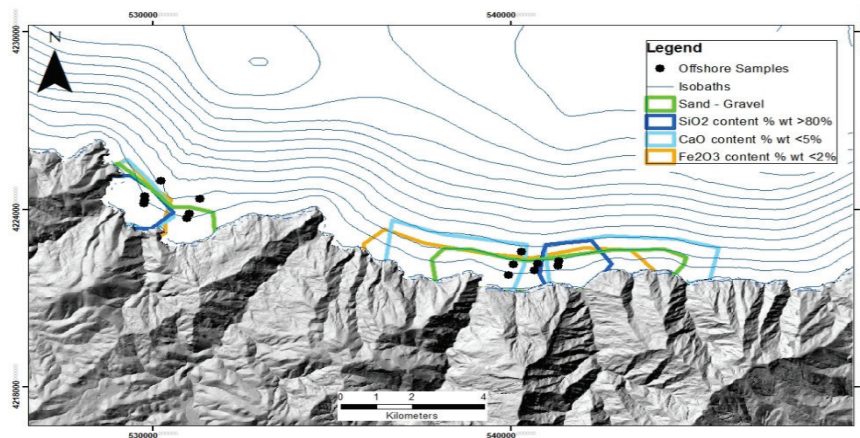 530000 540000
4230000
N
Legend
Offshore Samples
Isobaths
Sand - Gravel
SiO2 content % wt >80%
CaO content % wt <5%
Fe2O3 content % wt <2%
4224000
4218000
0 1 2 4
Kilometers
530000 540000